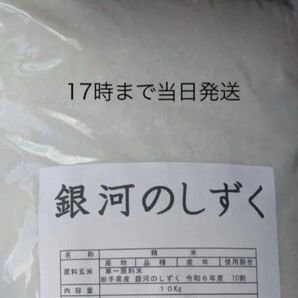 17時まで当日発送
銀河のしずく
名称 精米
産地 品種 産年 使用割合
原料玄米 単一原料米
岩手県産 銀河のしずく 令和6年度 10割
内容量 10Kg